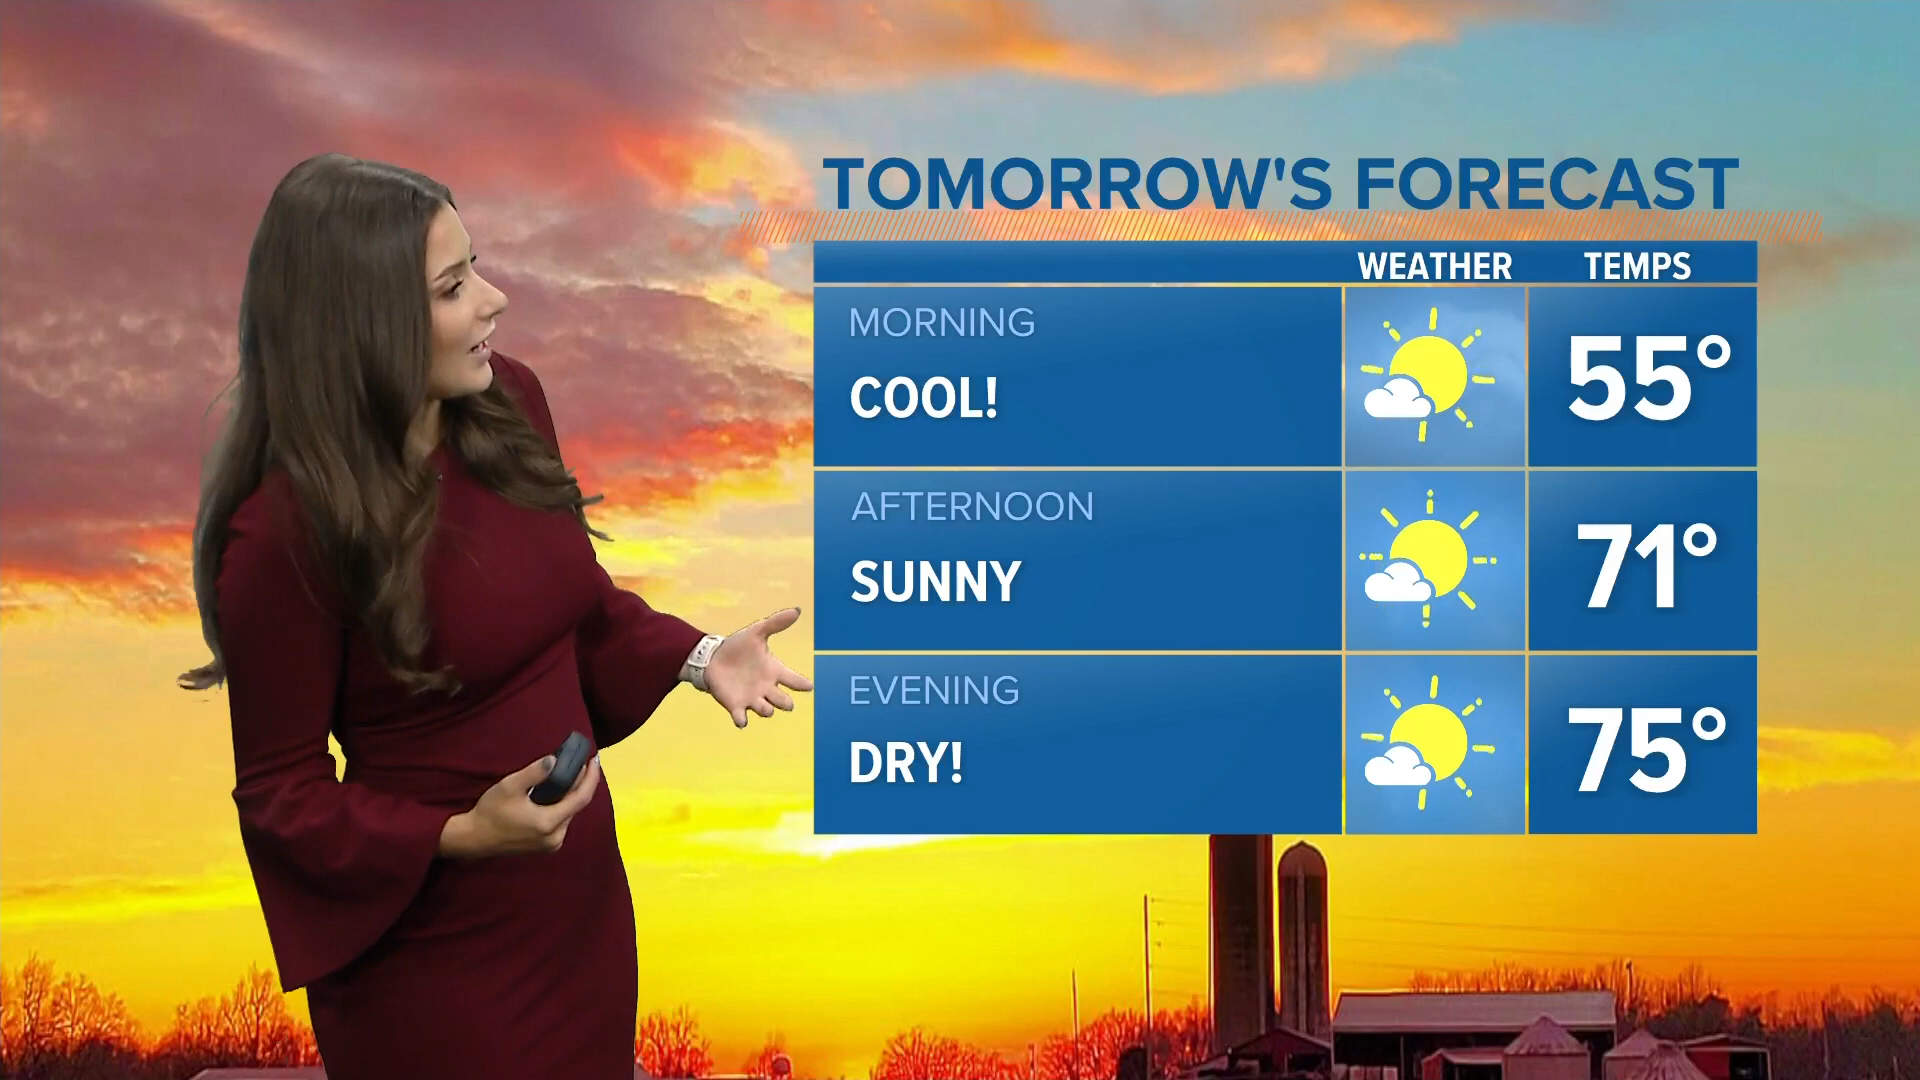 TOMORROW'S FORECAST
WEATHER TEMPS
MORNING
COOL!
55°
AFTERNOON
SUNNY
71°
EVENING
DRY!
75°